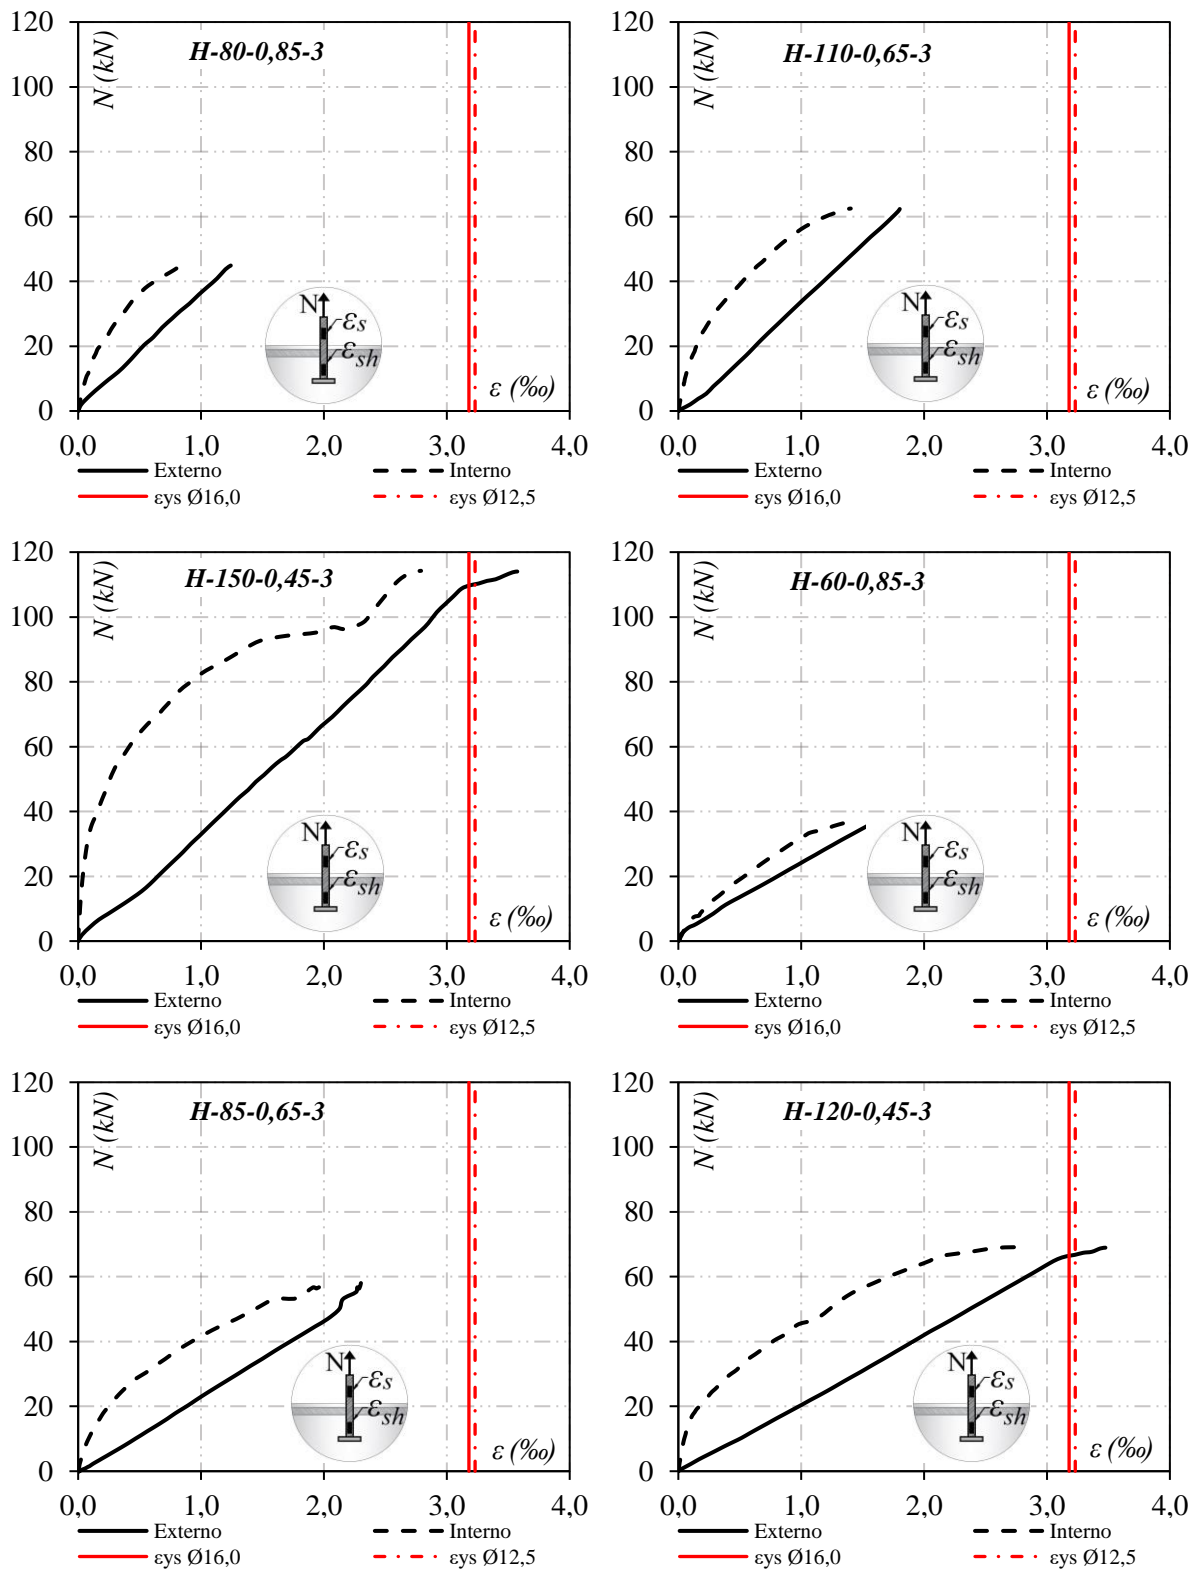 H-80-0,85-3
N (kN)
120
100
80
60
40
20
0
N
εs
εsh
ε (‰)
0,0 1,0 2,0 3,0 4,0
Externo Interno
εys Ø16,0 εys Ø12,5
H-110-0,65-3
N (kN)
120
100
80
60
40
20
0
N
εs
εsh
ε (‰)
0,0 1,0 2,0 3,0 4,0
Externo Interno
εys Ø16,0 εys Ø12,5
H-150-0,45-3
N (kN)
120
100
80
60
40
20
0
N
εs
εsh
ε (‰)
0,0 1,0 2,0 3,0 4,0
Externo Interno
εys Ø16,0 εys Ø12,5
H-60-0,85-3
N (kN)
120
100
80
60
40
20
0
N
εs
εsh
ε (‰)
0,0 1,0 2,0 3,0 4,0
Externo Interno
εys Ø16,0 εys Ø12,5
H-85-0,65-3
N (kN)
120
100
80
60
40
20
0
N
εs
εsh
ε (‰)
0,0 1,0 2,0 3,0 4,0
Externo Interno
εys Ø16,0 εys Ø12,5
H-120-0,45-3
N (kN)
120
100
80
60
40
20
0
N
εs
εsh
ε (‰)
0,0 1,0 2,0 3,0 4,0
Externo Interno
εys Ø16,0 εys Ø12,5